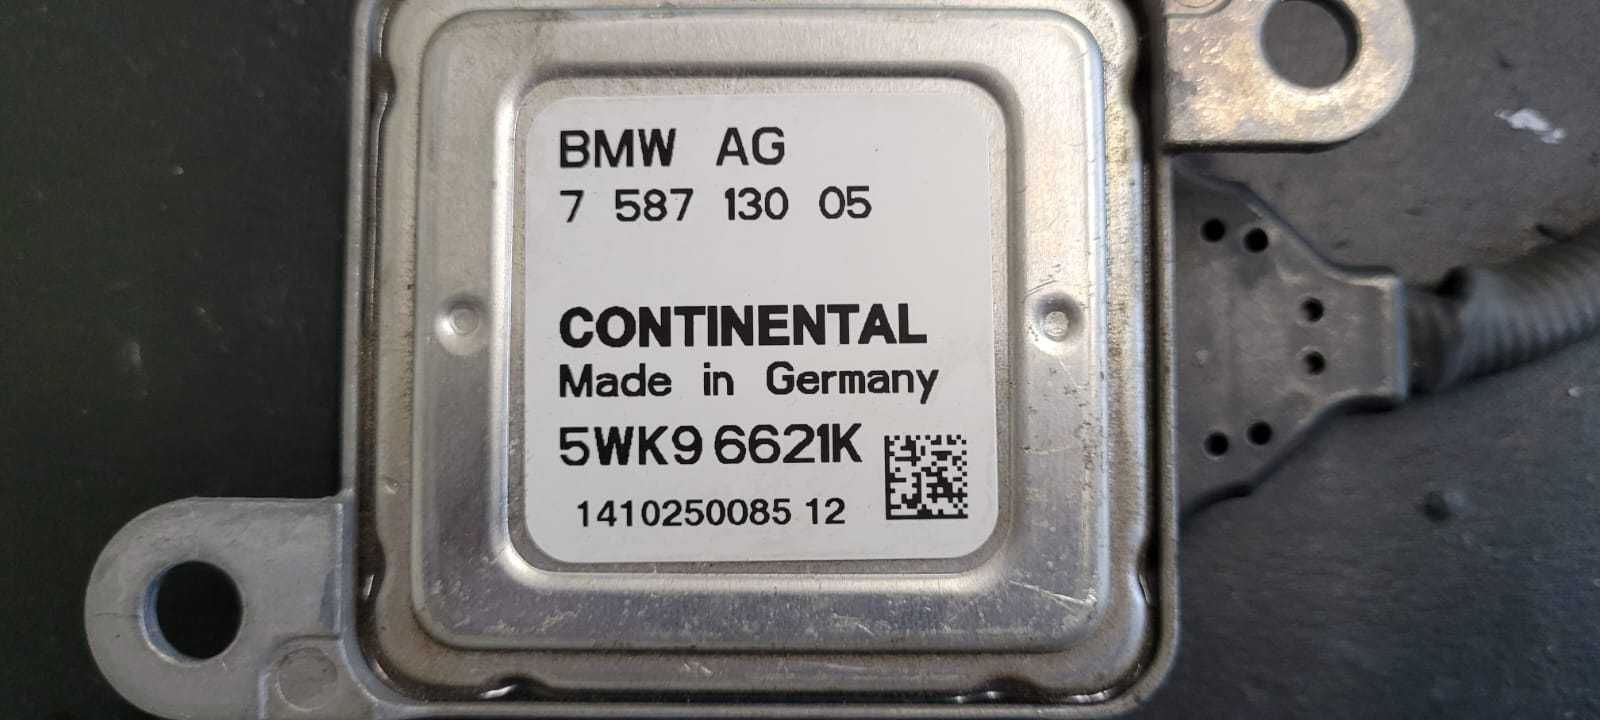 BMW AG
7 587 130 05
CONTINENTAL
Made in Germany
5WK9 6621K
1410250085 12